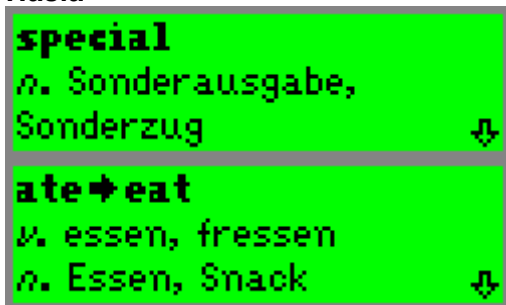 special
n. Sonderausgabe,
Sonderzug
ate➡eat
v. essen, fressen
n. Essen, Snack